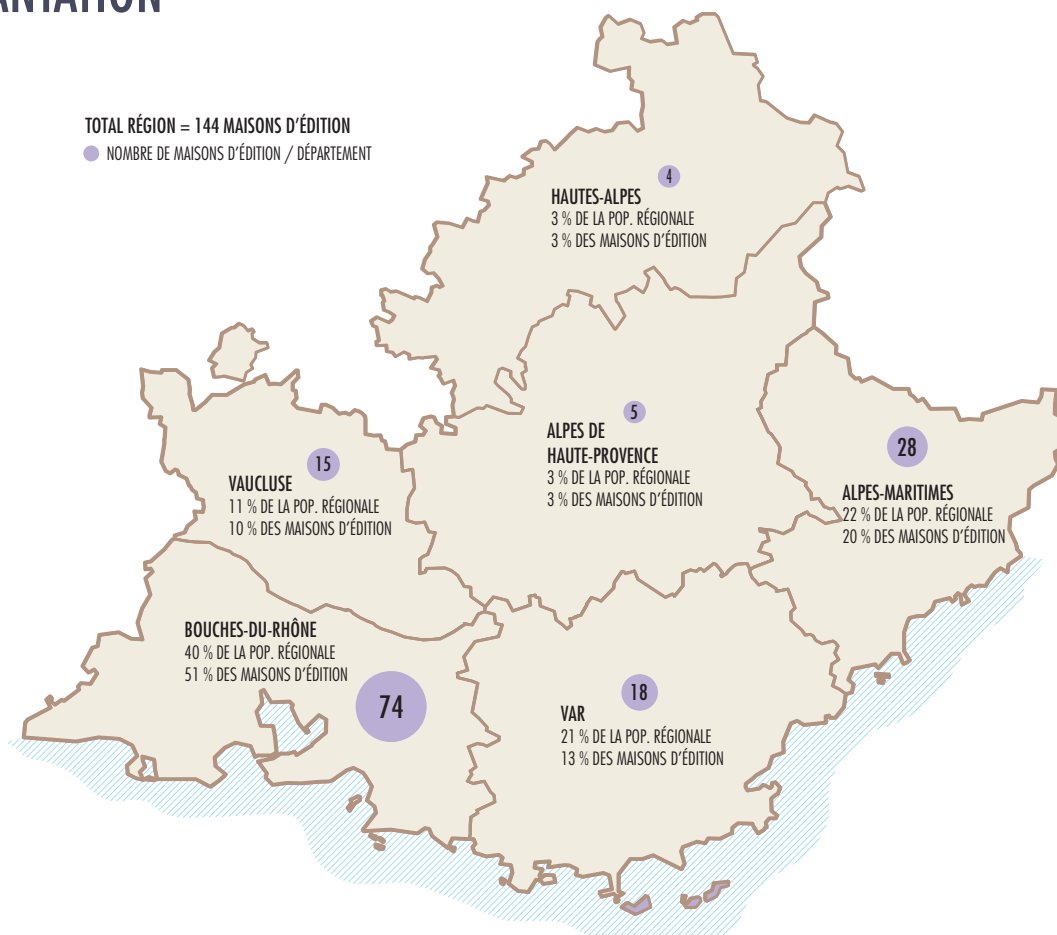 TOTAL RÉGION = 144 MAISONS D'ÉDITION
NOMBRE DE MAISONS D'ÉDITION / DÉPARTEMENT
4
HAUTES-ALPES
3 % DE LA POP. RÉGIONALE
3 % DES MAISONS D'ÉDITION
5
ALPES DE
HAUTE-PROVENCE
3 % DE LA POP. RÉGIONALE
3 % DES MAISONS D'ÉDITION
28
ALPES-MARITIMES
22 % DE LA POP. RÉGIONALE
20 % DES MAISONS D'ÉDITION
15
VAUCLUSE
11 % DE LA POP. RÉGIONALE
10 % DES MAISONS D'ÉDITION
BOUCHES-DU-RHÔNE
40 % DE LA POP. RÉGIONALE
51 % DES MAISONS D'ÉDITION
74
18
VAR
21 % DE LA POP. RÉGIONALE
13 % DES MAISONS D'ÉDITION